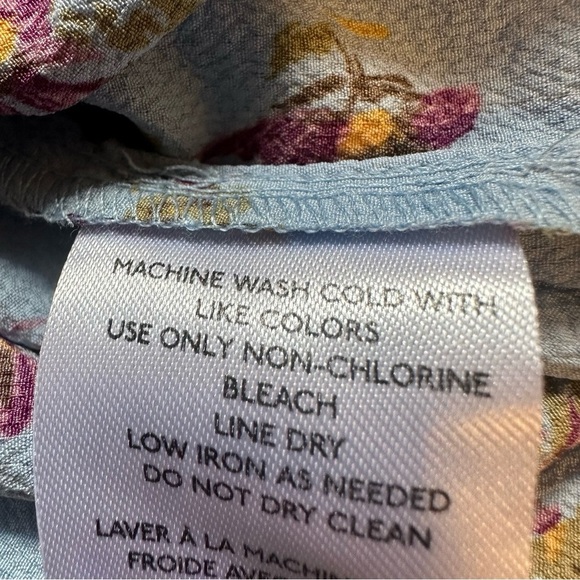 MACHINE WASH COLD WITH
LIKE COLORS
USE ONLY NON-CHLORINE
BLEACH
LINE DRY
LOW IRON AS NEEDED
DO NOT DRY CLEAN
LAVER À LA
FROIDE